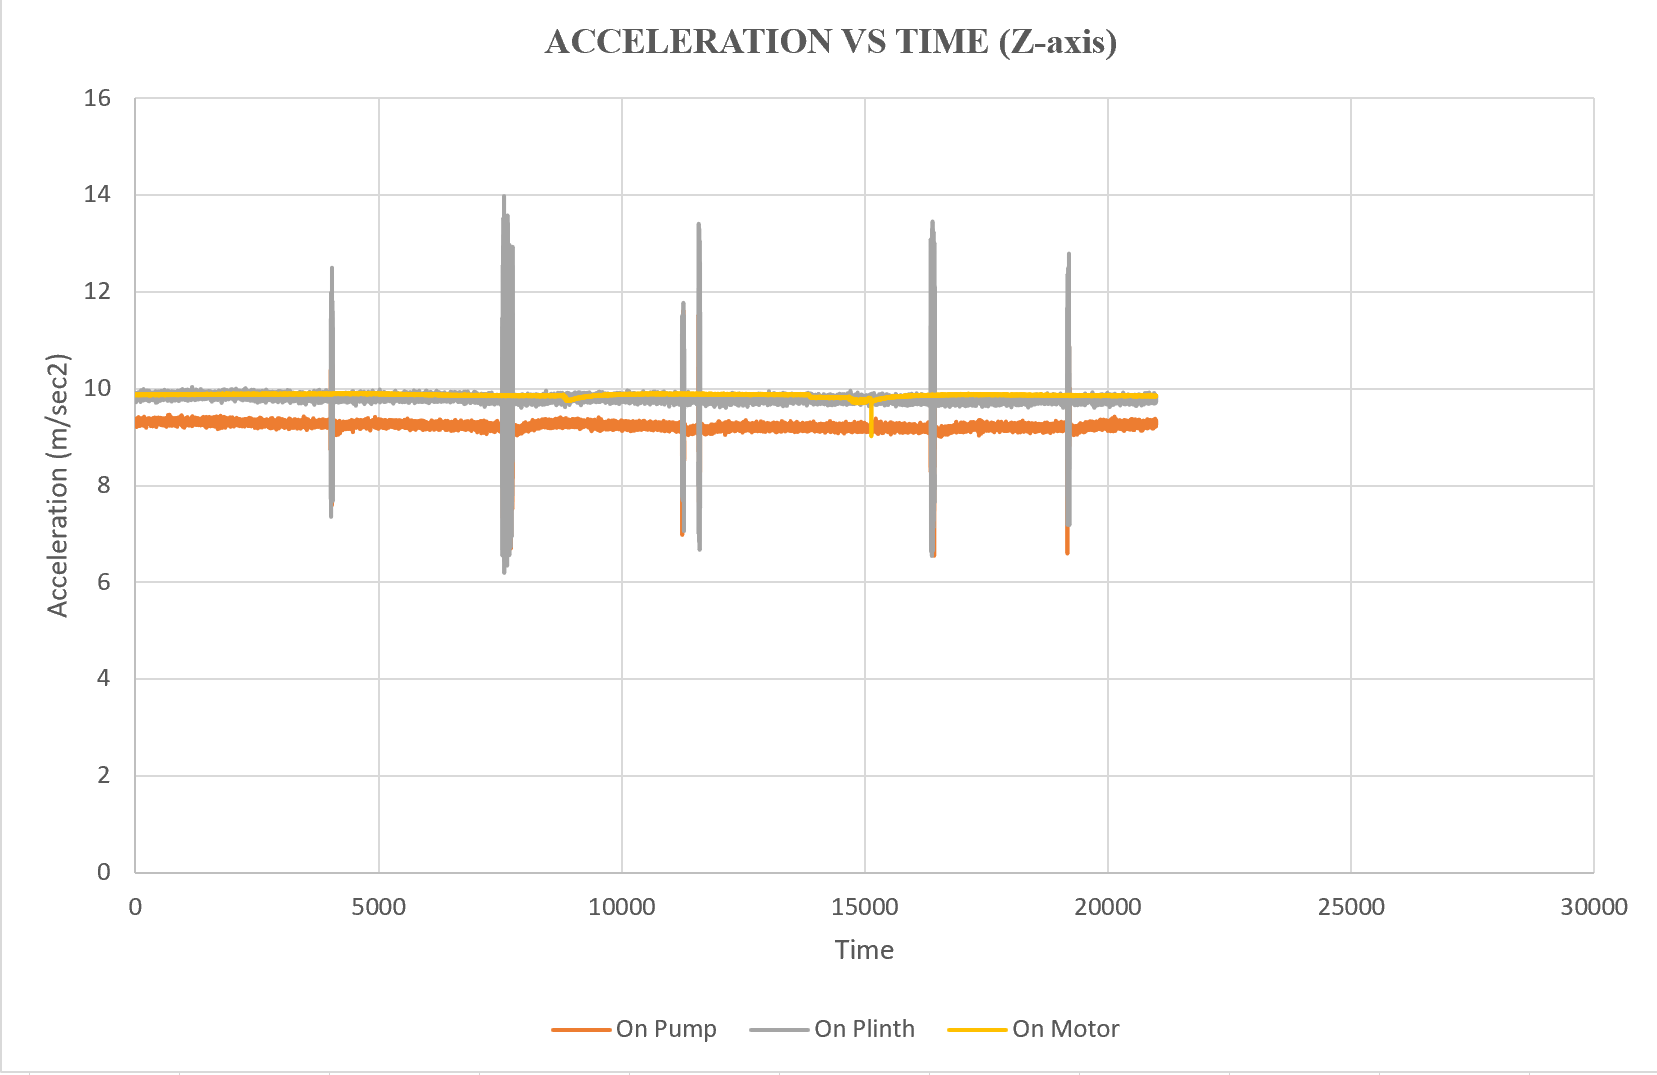 ACCELERATION VS TIME (Z-axis)
16
14
12
10
8
6
4
2
0
Acceleration (m/sec2)
0 5000 10000 15000 20000 25000 30000
Time
On Pump On Plinth On Motor